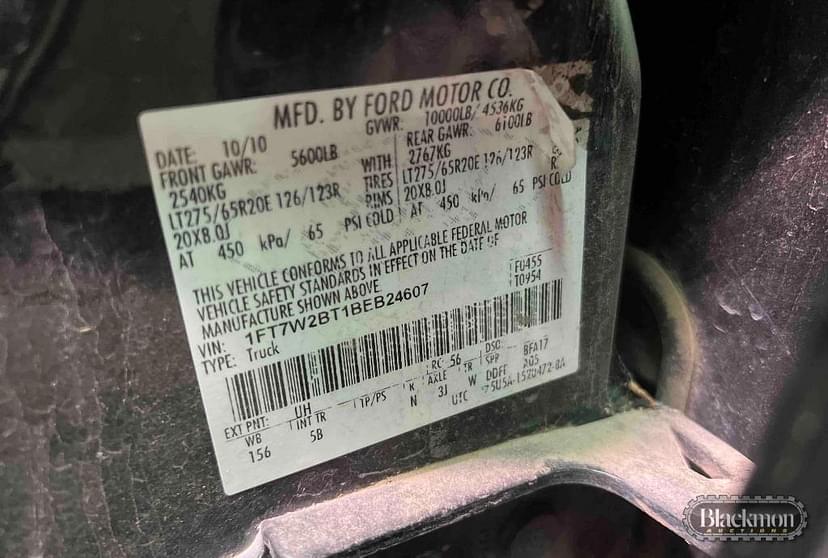 MFD. BY FORD MOTOR CO.
DATE: 10/10 GVWR: 10000LB/ 4536KG
FRONT GAWR: 5600LB REAR GAWR: 6100LB
2540KG WITH 2767KG
LT275/65R20E 126/123R TIRES LT275/65R20E 126/123R
20X8.0J RIMS 20X8.0J
AT 450 kPa/ 65 PSI COLD AT 450 kPa/ 65 PSI COLD
THIS VEHICLE CONFORMS TO ALL APPLICABLE FEDERAL MOTOR
VEHICLE SAFETY STANDARDS IN EFFECT ON THE DATE OF
MANUFACTURE SHOWN ABOVE.
VIN: 1FT7W2BT1BEB24607 F0455
TYPE: Truck T0954
EXT PNT: UH RC: 56 DSO:
WB INT TR TP/PS R AXLE TR SPR BFA17
156 5B N 3J W DDFF
UTC
Blackmon
AUCTIONS